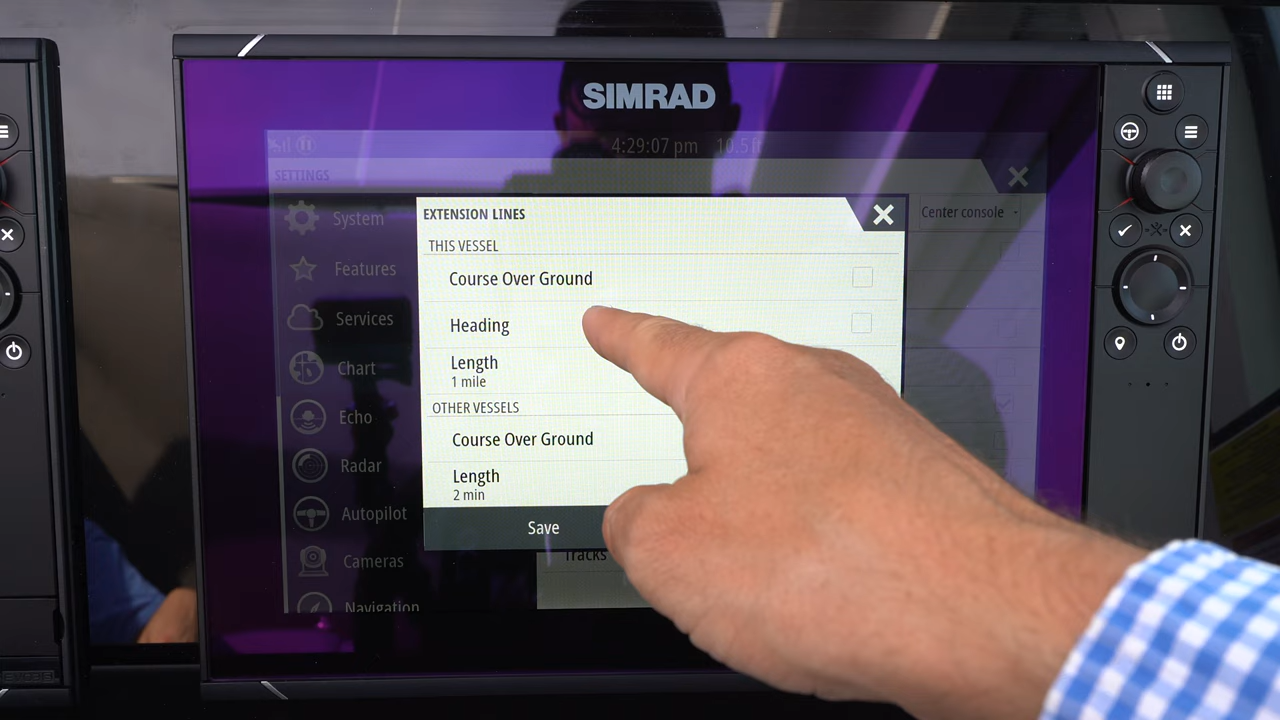 SIMRAD
4:29:07 pm 10.5ft
SETTINGS
System
Features
Services
Chart
Echo
Radar
Autopilot
Cameras
Navigation
Center console
EXTENSION LINES
THIS VESSEL
Course Over Ground
Heading
Length
1 mile
OTHER VESSELS
Course Over Ground
Length
2 min
Save
Tracks